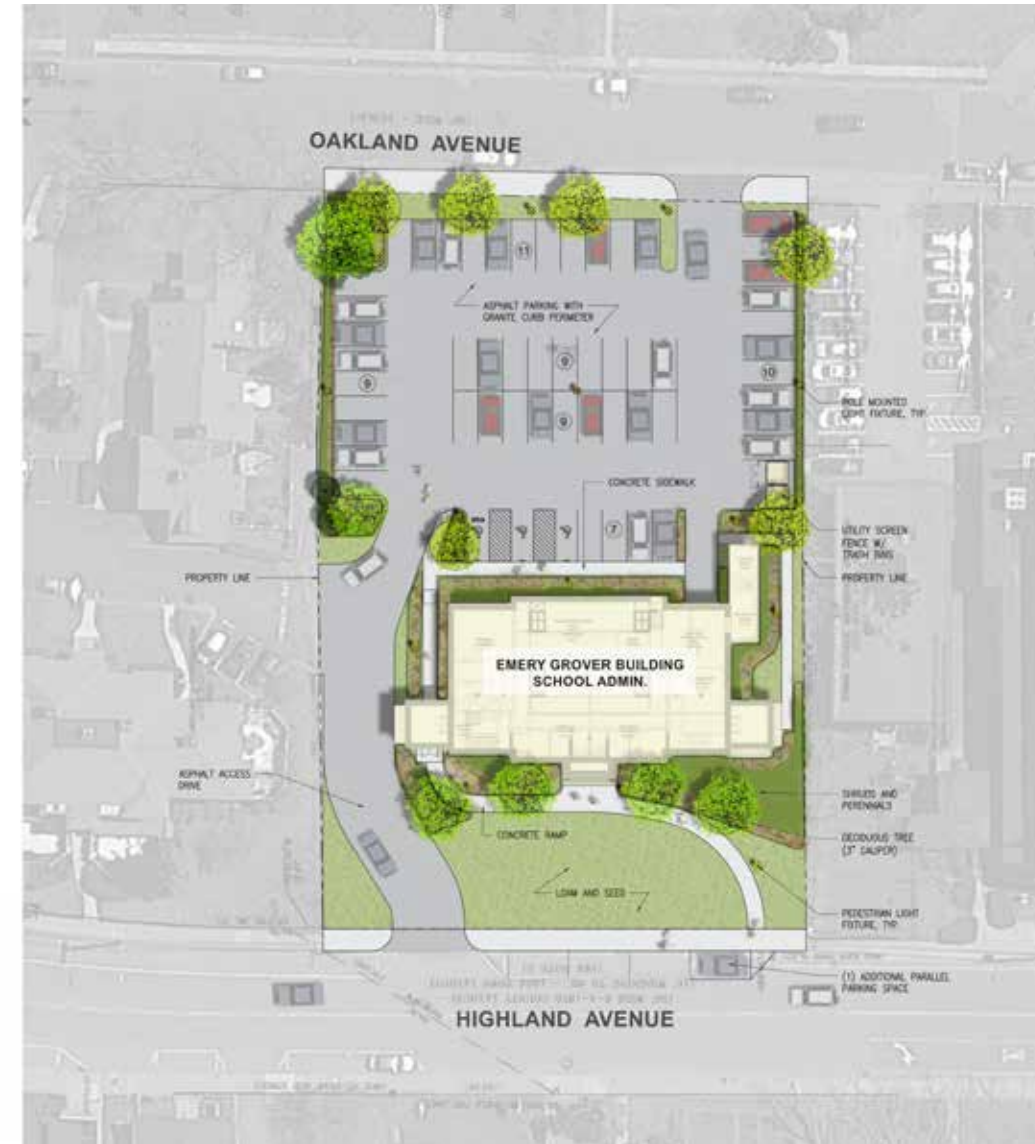 OAKLAND AVENUE
11
ASPHALT PARKING WITH
GRANITE CURB PERIMETER
9
9
10
9
POLE MOUNTED
LIGHT FIXTURE, TYP.
CONCRETE SIDEWALK
7
UTILITY SCREEN
FENCE W/
TRASH BINS
PROPERTY LINE
PROPERTY LINE
EMERY GROVER BUILDING
SCHOOL ADMIN.
ASPHALT ACCESS
DRIVE
SHRUBS AND
PERENNIALS
CONCRETE RAMP
DECIDUOUS TREE
(3" CALIPER)
LOAM AND SEED
PEDESTRIAN LIGHT
FIXTURE, TYP.
(1) ADDITIONAL PARALLEL
PARKING SPACE
HIGHLAND AVENUE